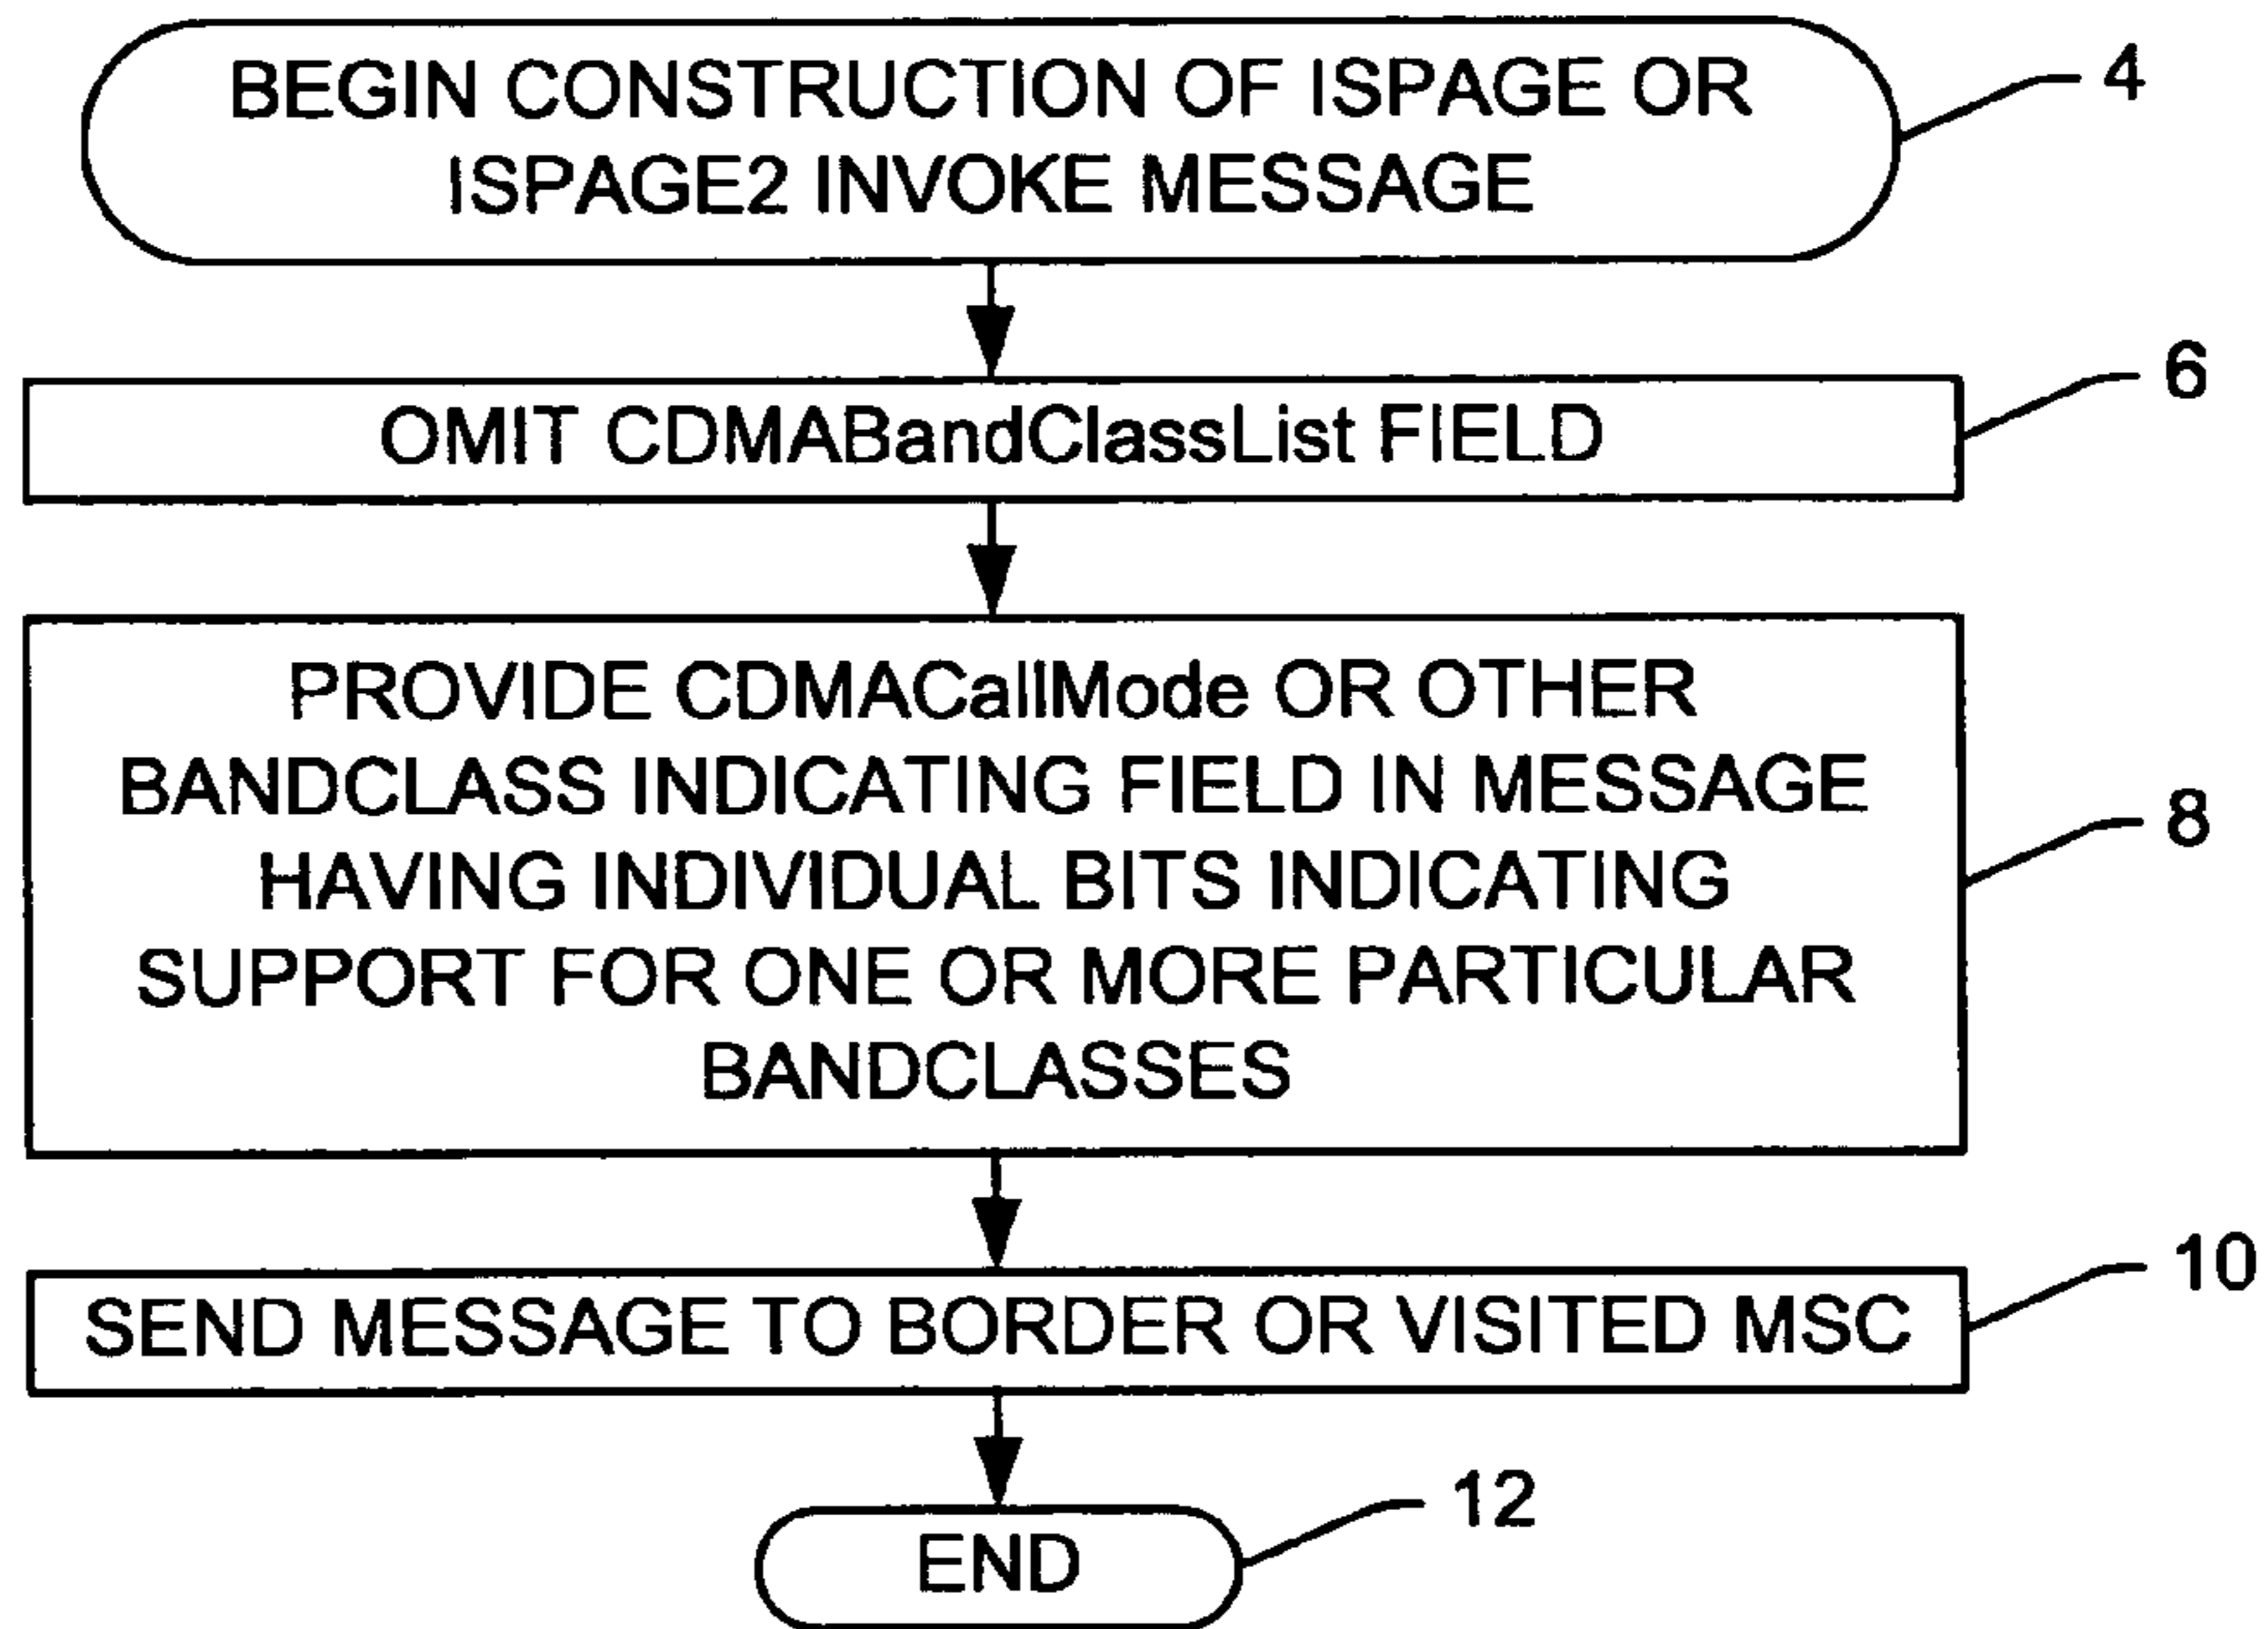 BEGIN CONSTRUCTION OF ISPAGE OR
ISPAGE2 INVOKE MESSAGE
4
OMIT CDMABandClassList FIELD
6
PROVIDE CDMACallMode OR OTHER
BANDCLASS INDICATING FIELD IN MESSAGE
HAVING INDIVIDUAL BITS INDICATING
SUPPORT FOR ONE OR MORE PARTICULAR
BANDCLASSES
8
SEND MESSAGE TO BORDER OR VISITED MSC
10
END
12